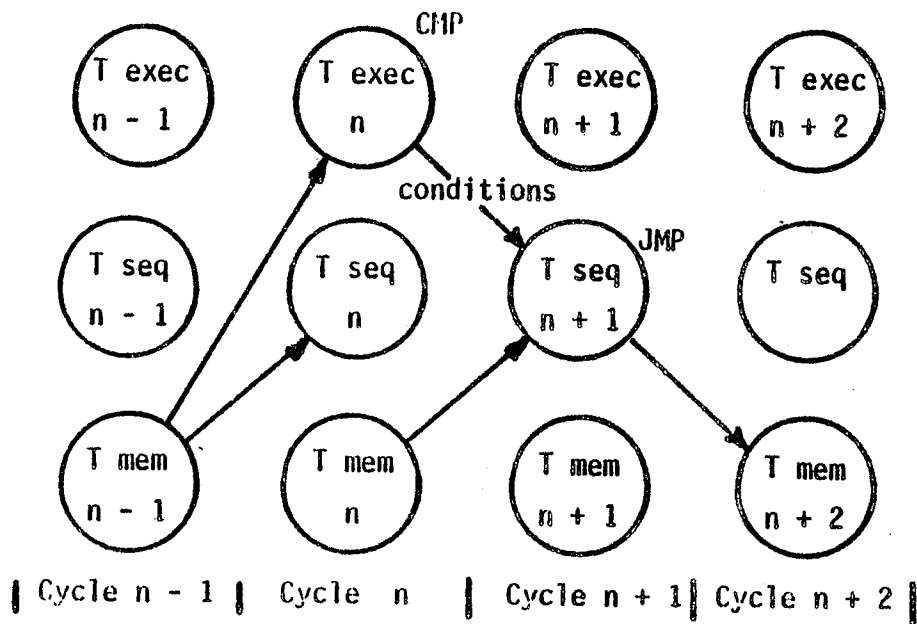 CMP
T exec
n - 1
T exec
n
T exec
n + 1
T exec
n + 2
conditions
JMP
T seq
n - 1
T seq
n
T seq
n + 1
T seq
T mem
n - 1
T mem
n
T mem
n + 1
T mem
n + 2
| Cycle n - 1 | Cycle n | Cycle n + 1 | Cycle n + 2 |